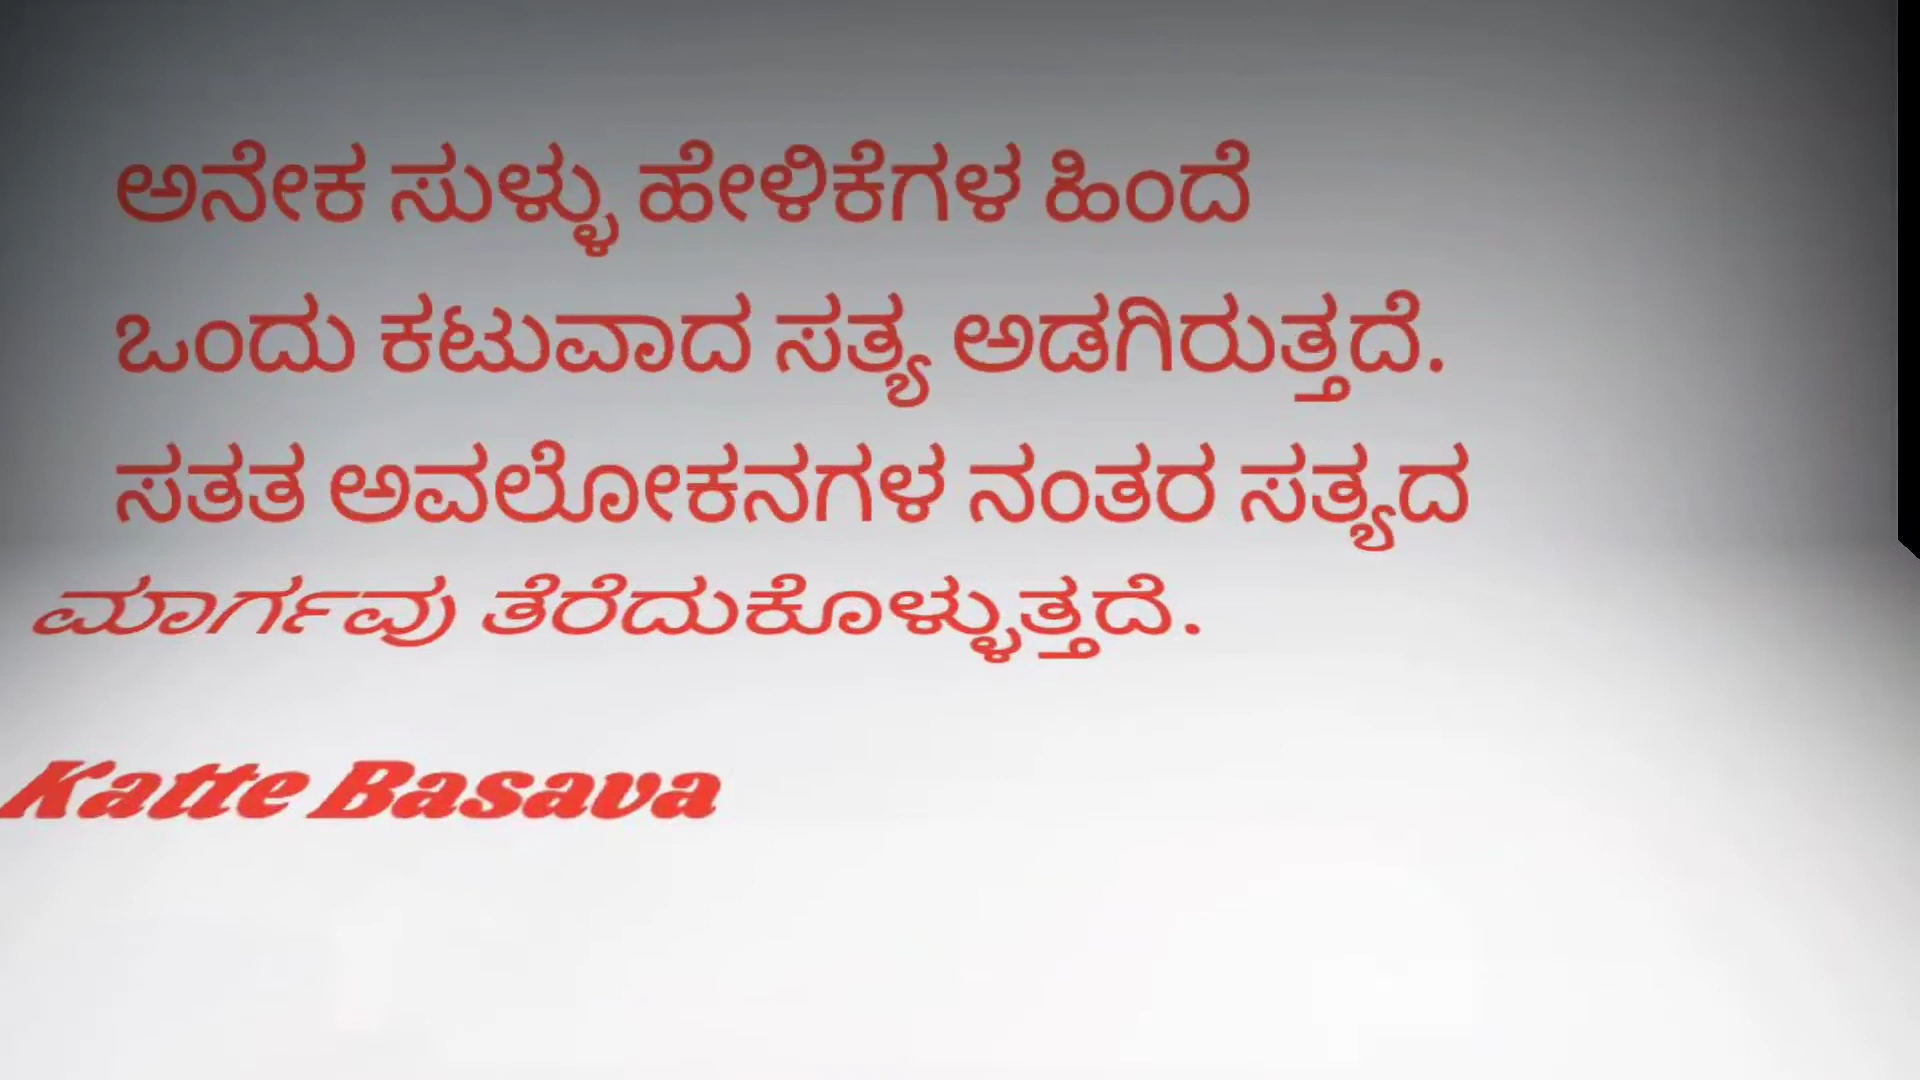 ಅನೇಕ ಸುಳ್ಳು ಹೇಳಿಕೆಗಳ ಹಿಂದೆ
ಒಂದು ಕಟುವಾದ ಸತ್ಯ ಅಡಗಿರುತ್ತದೆ.
ಸತತ ಅವಲೋಕನಗಳ ನಂತರ ಸತ್ಯದ
ಮಾರ್ಗವು ತೆರೆದುಕೊಳ್ಳುತ್ತದೆ.
Katte Basava